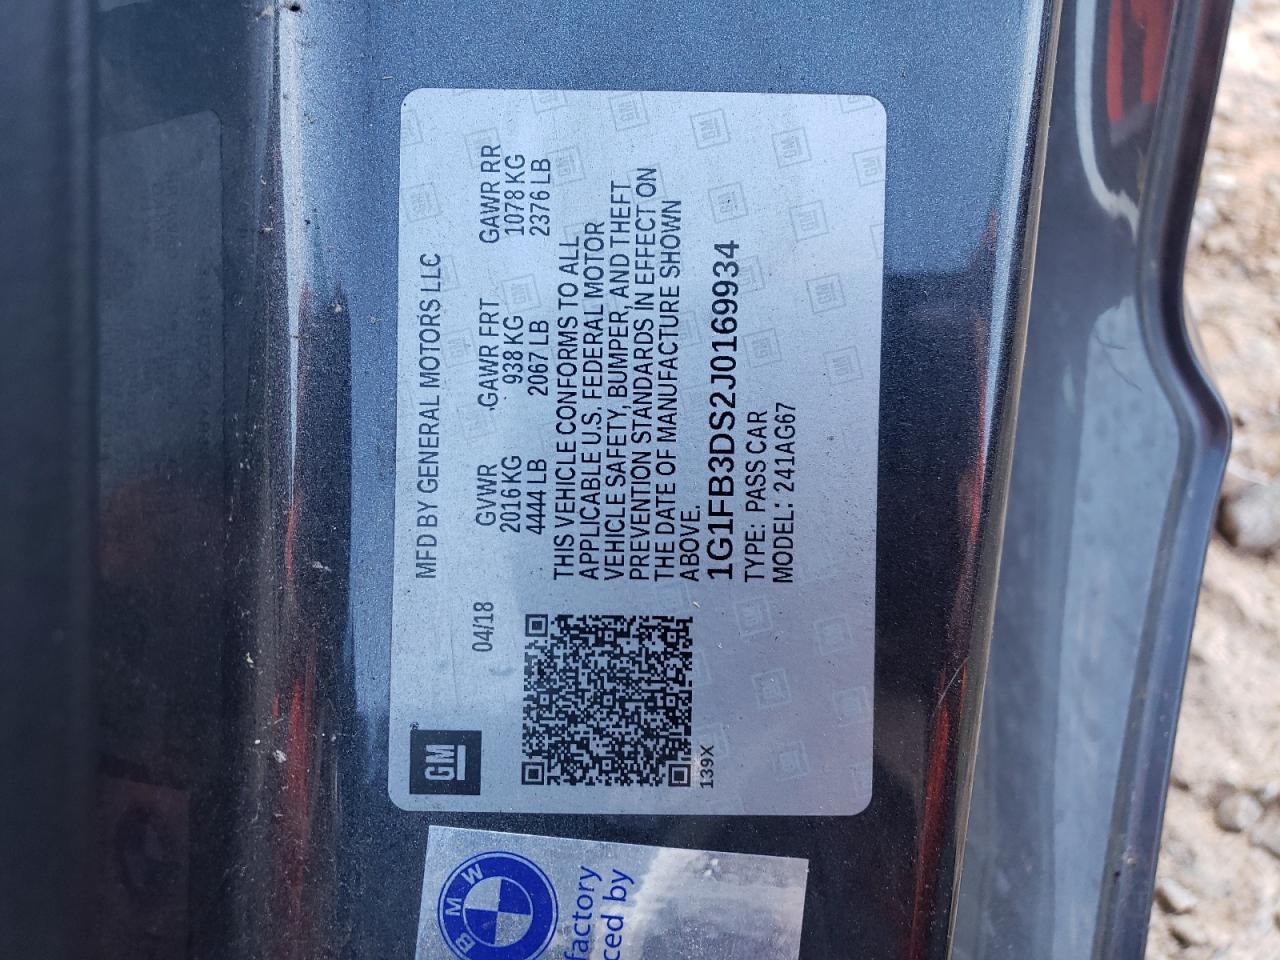 GM
MFD BY GENERAL MOTORS LLC
04/18
GVWR GAWR FRT GAWR RR
2016 KG 938 KG 1078 KG
4444 LB 2067 LB 2376 LB
THIS VEHICLE CONFORMS TO ALL
APPLICABLE U.S. FEDERAL MOTOR
VEHICLE SAFETY, BUMPER, AND THEFT
PREVENTION STANDARDS IN EFFECT ON
THE DATE OF MANUFACTURE SHOWN
ABOVE.
1G1FB3DS2J0169934
TYPE: PASS CAR
MODEL: 241AG67
139X
BMW
factory
ced by